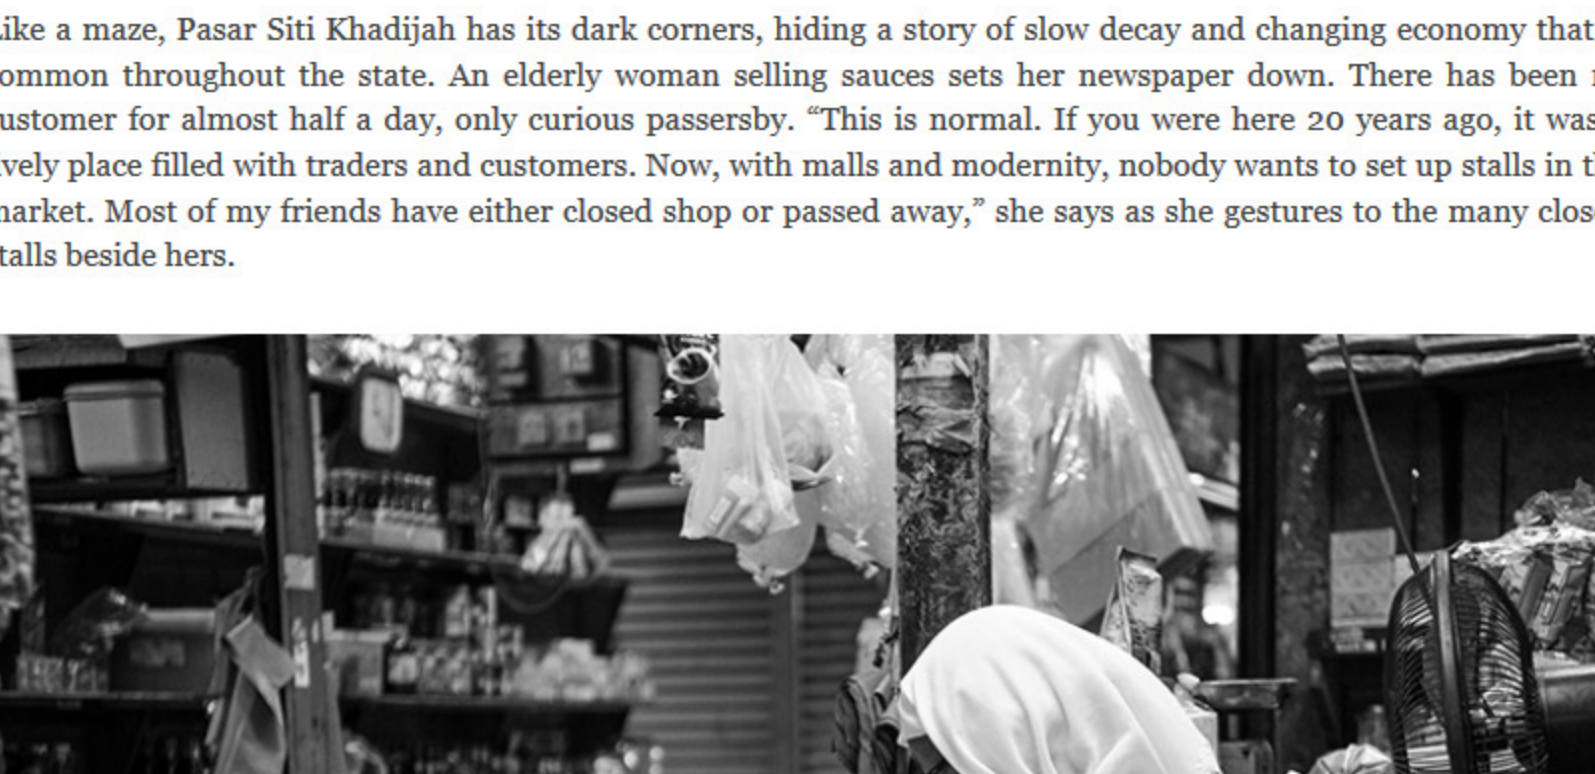 Like a maze, Pasar Siti Khadijah has its dark corners, hiding a story of slow decay and changing economy that
ommon throughout the state. An elderly woman selling sauces sets her newspaper down. There has been
ustomer for almost half a day, only curious passersby. “This is normal. If you were here 20 years ago, it was
vely place filled with traders and customers. Now, with malls and modernity, nobody wants to set up stalls in t
market. Most of my friends have either closed shop or passed away,” she says as she gestures to the many clos
talls beside hers.